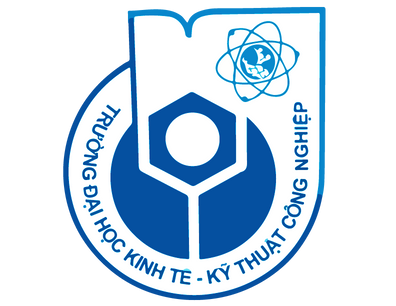 TRƯỜNG ĐẠI HỌC KINH TẾ - KỸ THUẬT CÔNG NGHIỆP